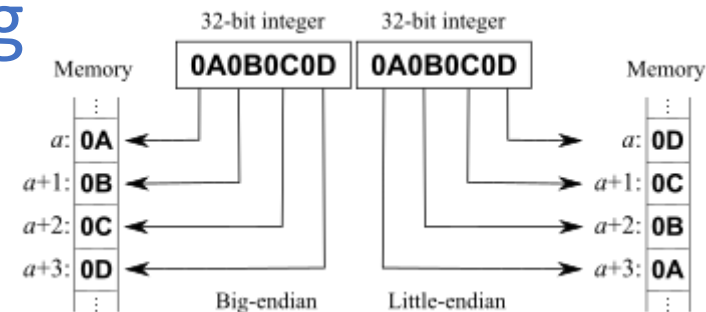 g
32-bit integer 32-bit integer
Memory 0A0B0C0D 0A0B0C0D Memory
a: 0A a: 0D
a+1: 0B a+1: 0C
a+2: 0C a+2: 0B
a+3: 0D a+3: 0A
Big-endian Little-endian